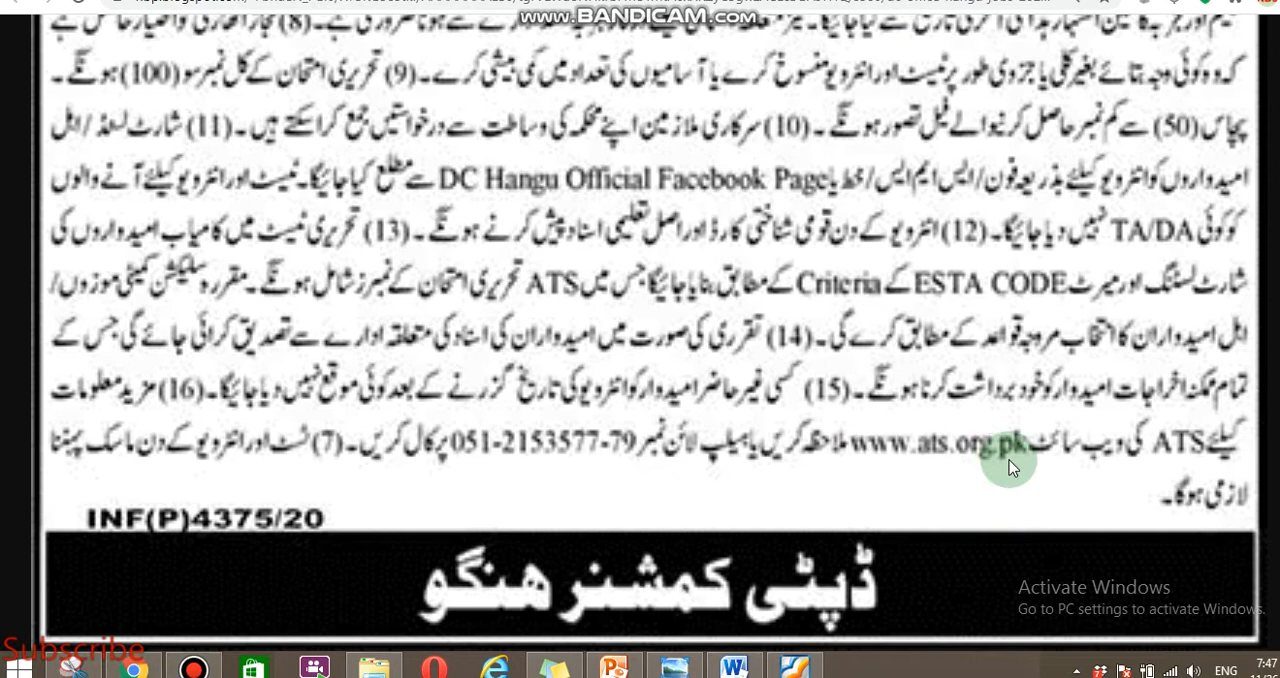 www.BANDICAM.com
کہ وہ کوئی وجہ بتائے بغیر کلی یا جزوی طور پر ٹیسٹ اور انٹرویو منسوخ کرے یا آسامیوں کی تعداد میں کمی بیشی کرے۔ (9) تحریری امتحان کے کل نمبر سو (100) ہونگے۔
پچاس (50) سے کم نمبر حاصل کرنیوالے فیل تصور ہونگے۔ (10) سرکاری ملازمین اپنے محکمہ کی وساطت سے درخواستیں جمع کرا سکتے ہیں۔ (11) شارٹ لسٹڈ / اہل
امیدواروں کو انٹرویو کیلئے بذریعہ فون / ایس ایم ایس / خط یا DC Hangu Official Facebook Page سے مطلع کیا جائیگا۔ ٹیسٹ اور انٹرویو کیلئے آنے والوں
کو کوئی TA/DA نہیں دیا جائیگا۔ (12) انٹرویو کے دن قومی شناختی کارڈ اور اصل تعلیمی اسناد پیش کرنے ہونگے۔ (13) تحریری ٹیسٹ میں کامیاب امیدواروں کی
شارٹ لسٹنگ اور میرٹ ESTA CODE کے Criteria کے مطابق بنایا جائیگا جس میں ATS تحریری امتحان کے نمبرز شامل ہونگے۔ مقررہ سلیکشن کمیٹی موزوں /
اہل امیدواران کا انتخاب مروجہ قواعد کے مطابق کرے گی۔ (14) تقرری کی صورت میں امیدواران کی اسناد کی متعلقہ ادارے سے تصدیق کرائی جائے گی جس کے
تمام ممکنہ اخراجات امیدوار کو خود برداشت کرنا ہونگے۔ (15) کسی غیر حاضر امیدوار کو انٹرویو کی تاریخ گزرنے کے بعد کوئی موقع نہیں دیا جائیگا۔ (16) مزید معلومات
کیلئے ATS کی ویب سائٹ www.ats.org.pk ملاحظہ کریں یا ہیلپ لائن نمبر 051-2153577-79 پر کال کریں۔ (7) ٹسٹ اور انٹرویو کے دن ماسک پہننا
لازمی ہوگا۔
INF(P)4375/20
ڈپٹی کمشنر ھنگو
Activate Windows
Go to PC settings to activate Windows.
Subscribe
ENG
7:47